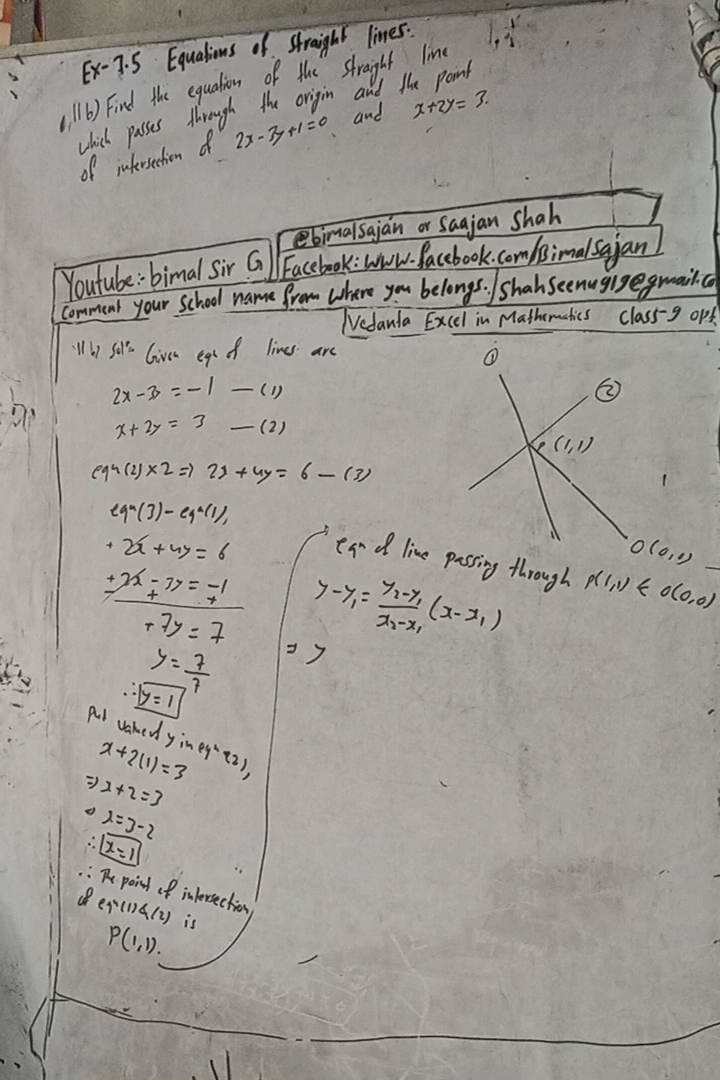 Ex-7.5 Equations of straight lines.
11 b) Find the equation of the straight line
which passes through the origin and the point
of intersection of 2x-3y+1=0 and x+2y= 3.
Youtube:- bimal Sir G
@bimalsajan or Saajan Shah
Facebook: www.facebook.com/Bimalsajan
Comment your School name from where you belongs./shahseenu919@gmail.co
Vedanta Excel in Mathematics Class-9 opt
11 b) Solⁿ Given eqⁿ of lines are
2x-3y = -1 — (1)
x+2y = 3 — (2)
eqⁿ(2)×2 ⇒ 2x+4y= 6 — (3)
eqⁿ(3)-eqⁿ(1),
+2x+4y=6
+2x-3y=-1
- + +
+7y=7
y=7/7
∴ y=1
Put value of y in eqⁿ(2),
x+2(1)=3
⇒x+2=3
⇒x=3-2
∴ x=1
∴ The point of intersection
of eqⁿ(1)&(2) is
P(1,1).
①
②
P(1,1)
O(0,0)
eqⁿ of line passing through P(1,1) & O(0,0)
y-y₁=y₂-y₁/x₂-x₁(x-x₁)
⇒ y